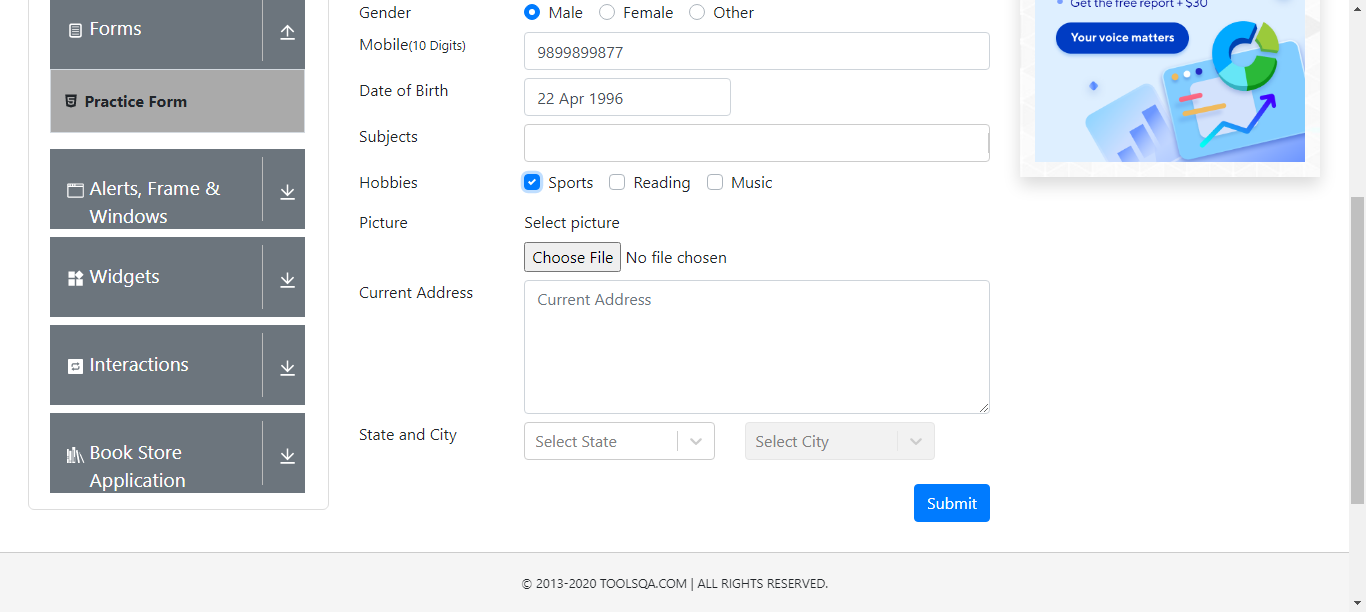 Forms
Practice Form
Alerts, Frame &
Windows
Widgets
Interactions
Book Store
Application
Gender
Male Female Other
Mobile(10 Digits)
9899899877
Date of Birth
22 Apr 1996
Subjects
Hobbies
Sports Reading Music
Picture
Select picture
Choose File No file chosen
Current Address
Current Address
State and City
Select State
Select City
Submit
Get the free report + $30
Your voice matters
© 2013-2020 TOOLSQA.COM | ALL RIGHTS RESERVED.